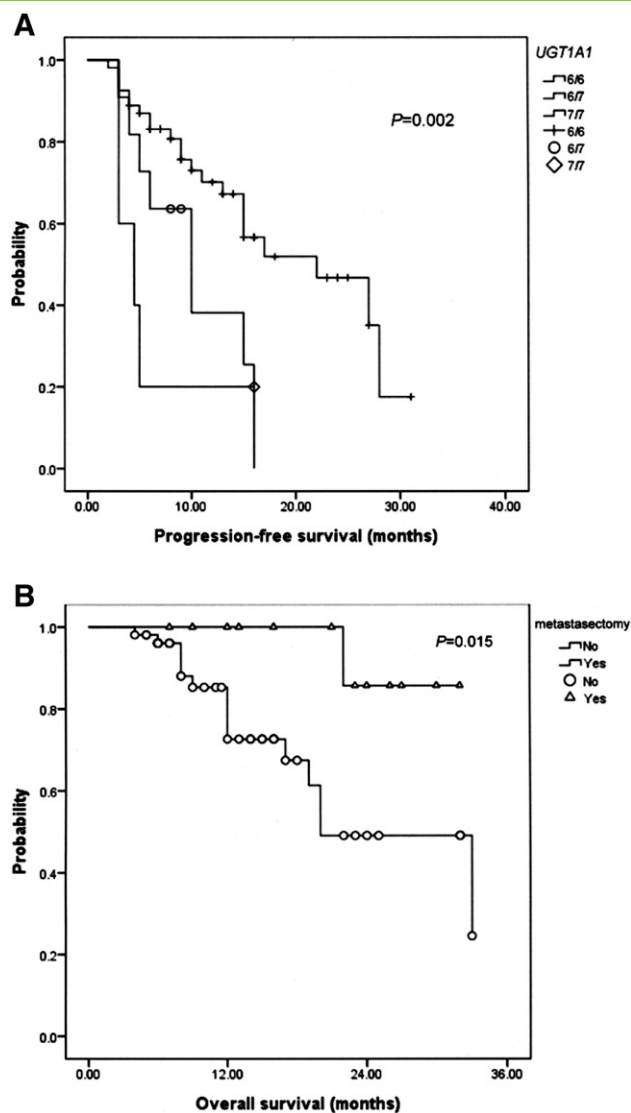 A
UGT1A1
6/6
6/7
7/7
6/6
6/7
7/7
P=0.002
1.0
0.8
0.6
0.4
0.2
0.0
Probability
0.00 10.00 20.00 30.00 40.00
Progression-free survival (months)
B
metastasectomy
No
Yes
No
Yes
P=0.015
1.0
0.8
0.6
0.4
0.2
0.0
Probability
0.00 12.00 24.00 36.00
Overall survival (months)